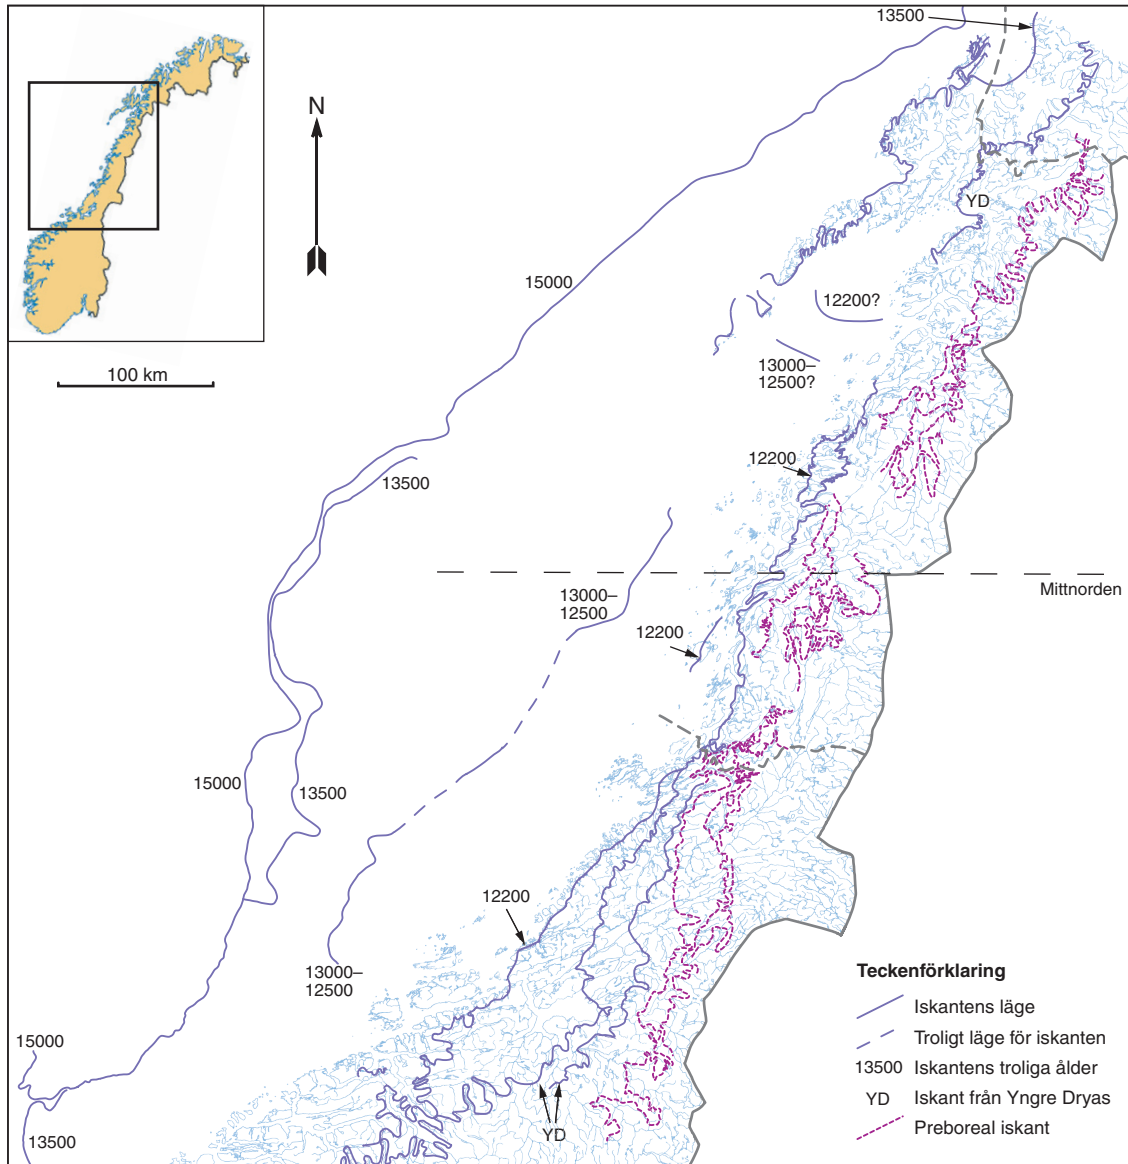 13500
N
YD
15000
12200?
100 km
13000–
12500?
12200
13500
Mittnorden
13000–
12500
12200
15000
13500
12200
13000–
12500
Teckenförklaring
Iskantens läge
Troligt läge för iskanten
13500 Iskantens troliga ålder
YD Iskant från Yngre Dryas
Preboreal iskant
15000
13500
YD